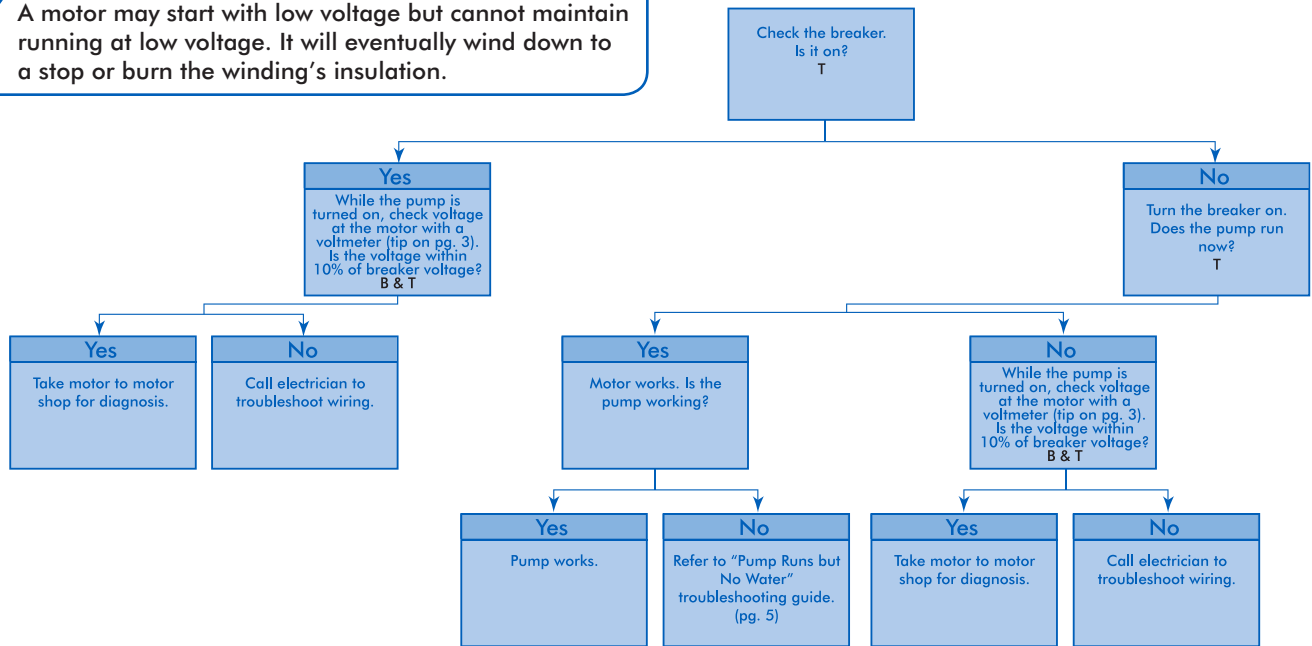 A motor may start with low voltage but cannot maintain
running at low voltage. It will eventually wind down to
a stop or burn the winding’s insulation.
Check the breaker.
Is it on?
T
Yes
While the pump is
turned on, check voltage
at the motor with a
voltmeter (tip on pg. 3).
Is the voltage within
10% of breaker voltage?
B & T
No
Turn the breaker on.
Does the pump run
now?
T
Yes
Take motor to motor
shop for diagnosis.
No
Call electrician to
troubleshoot wiring.
Yes
Motor works. Is the
pump working?
No
While the pump is
turned on, check voltage
at the motor with a
voltmeter (tip on pg. 3).
Is the voltage within
10% of breaker voltage?
B & T
Yes
Pump works.
No
Refer to “Pump Runs but
No Water”
troubleshooting guide.
(pg. 5)
Yes
Take motor to motor
shop for diagnosis.
No
Call electrician to
troubleshoot wiring.